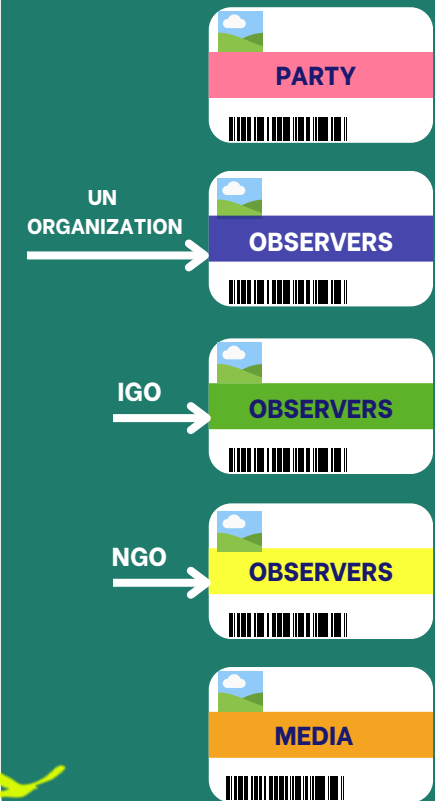 PARTY
UN
ORGANIZATION
OBSERVERS
IGO
OBSERVERS
NGO
OBSERVERS
MEDIA